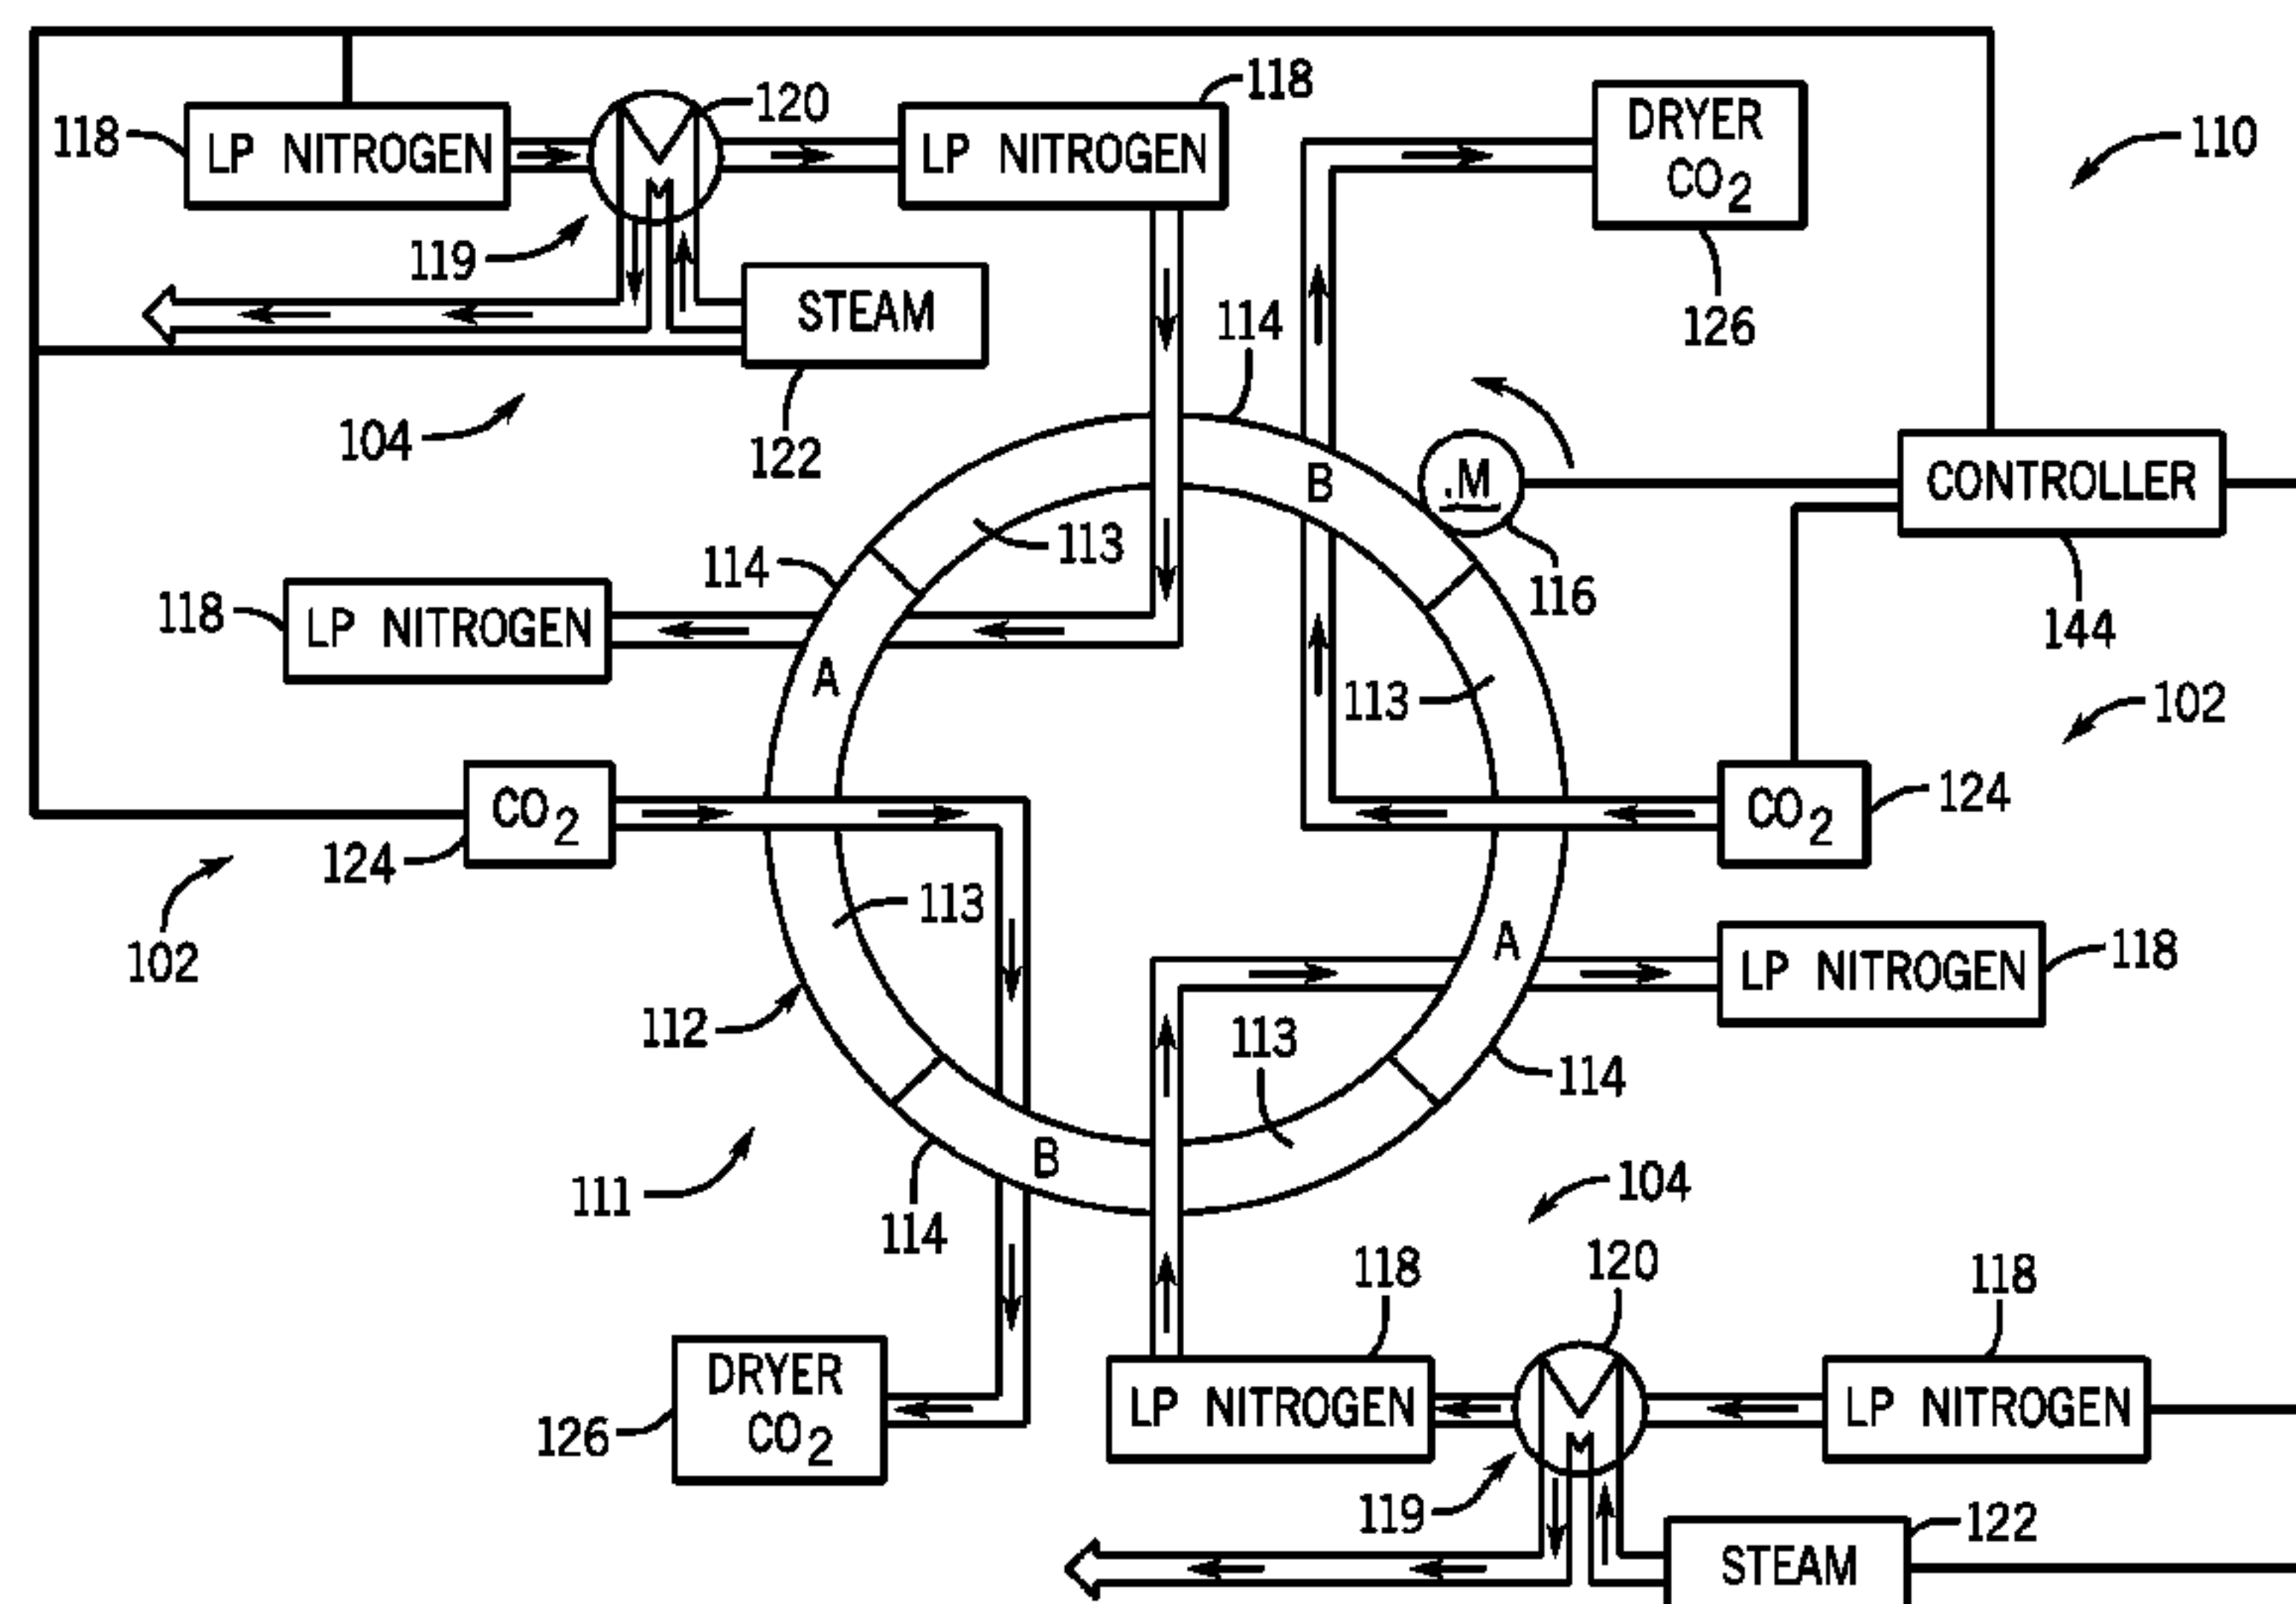 118
LP NITROGEN
120
LP NITROGEN
118
DRYER
CO2
126
110
119
STEAM
122
104
114
B
.M
116
CONTROLLER
144
113
114
118
LP NITROGEN
A
113
102
CO2
124
102
CO2
124
113
112
A
LP NITROGEN
118
113
114
111
B
114
104
118
120
118
DRYER
CO2
126
LP NITROGEN
LP NITROGEN
119
STEAM
122